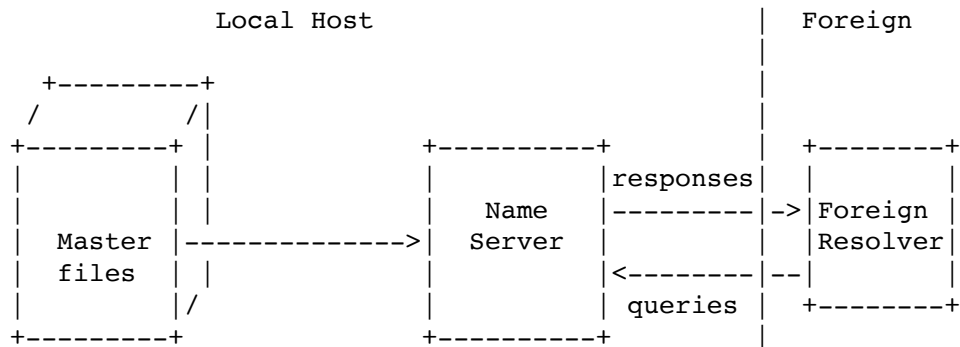 Local Host Foreign
responses
Name Foreign
Master Server Resolver
files
queries